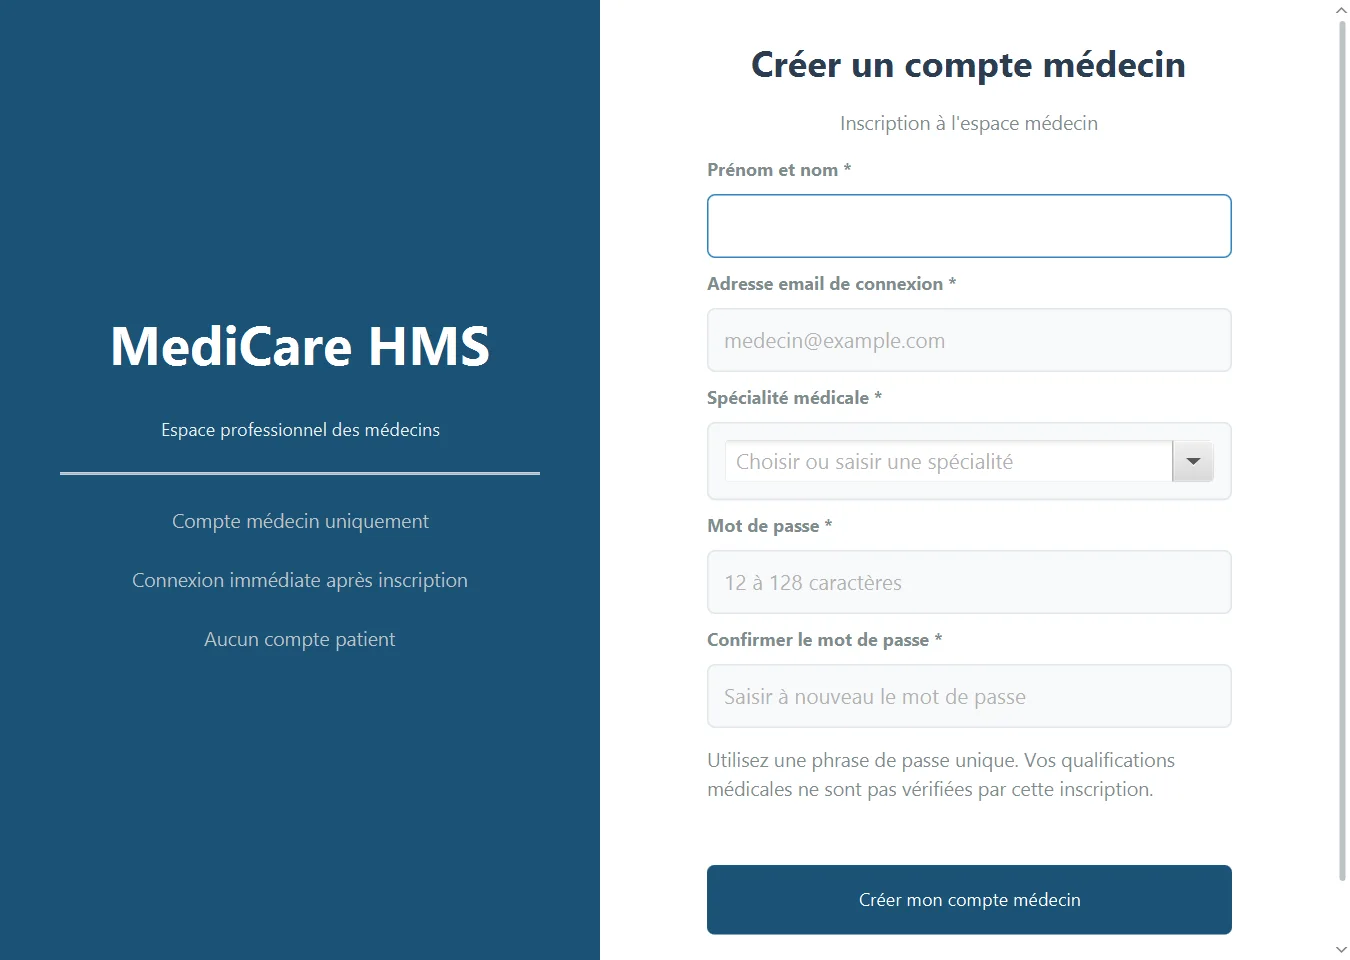 MediCare HMS
Espace professionnel des médecins
Compte médecin uniquement
Connexion immédiate après inscription
Aucun compte patient
Créer un compte médecin
Inscription à l'espace médecin
Prénom et nom *
Adresse email de connexion *
medecin@example.com
Spécialité médicale *
Choisir ou saisir une spécialité
Mot de passe *
12 à 128 caractères
Confirmer le mot de passe *
Saisir à nouveau le mot de passe
Utilisez une phrase de passe unique. Vos qualifications
médicales ne sont pas vérifiées par cette inscription.
Créer mon compte médecin